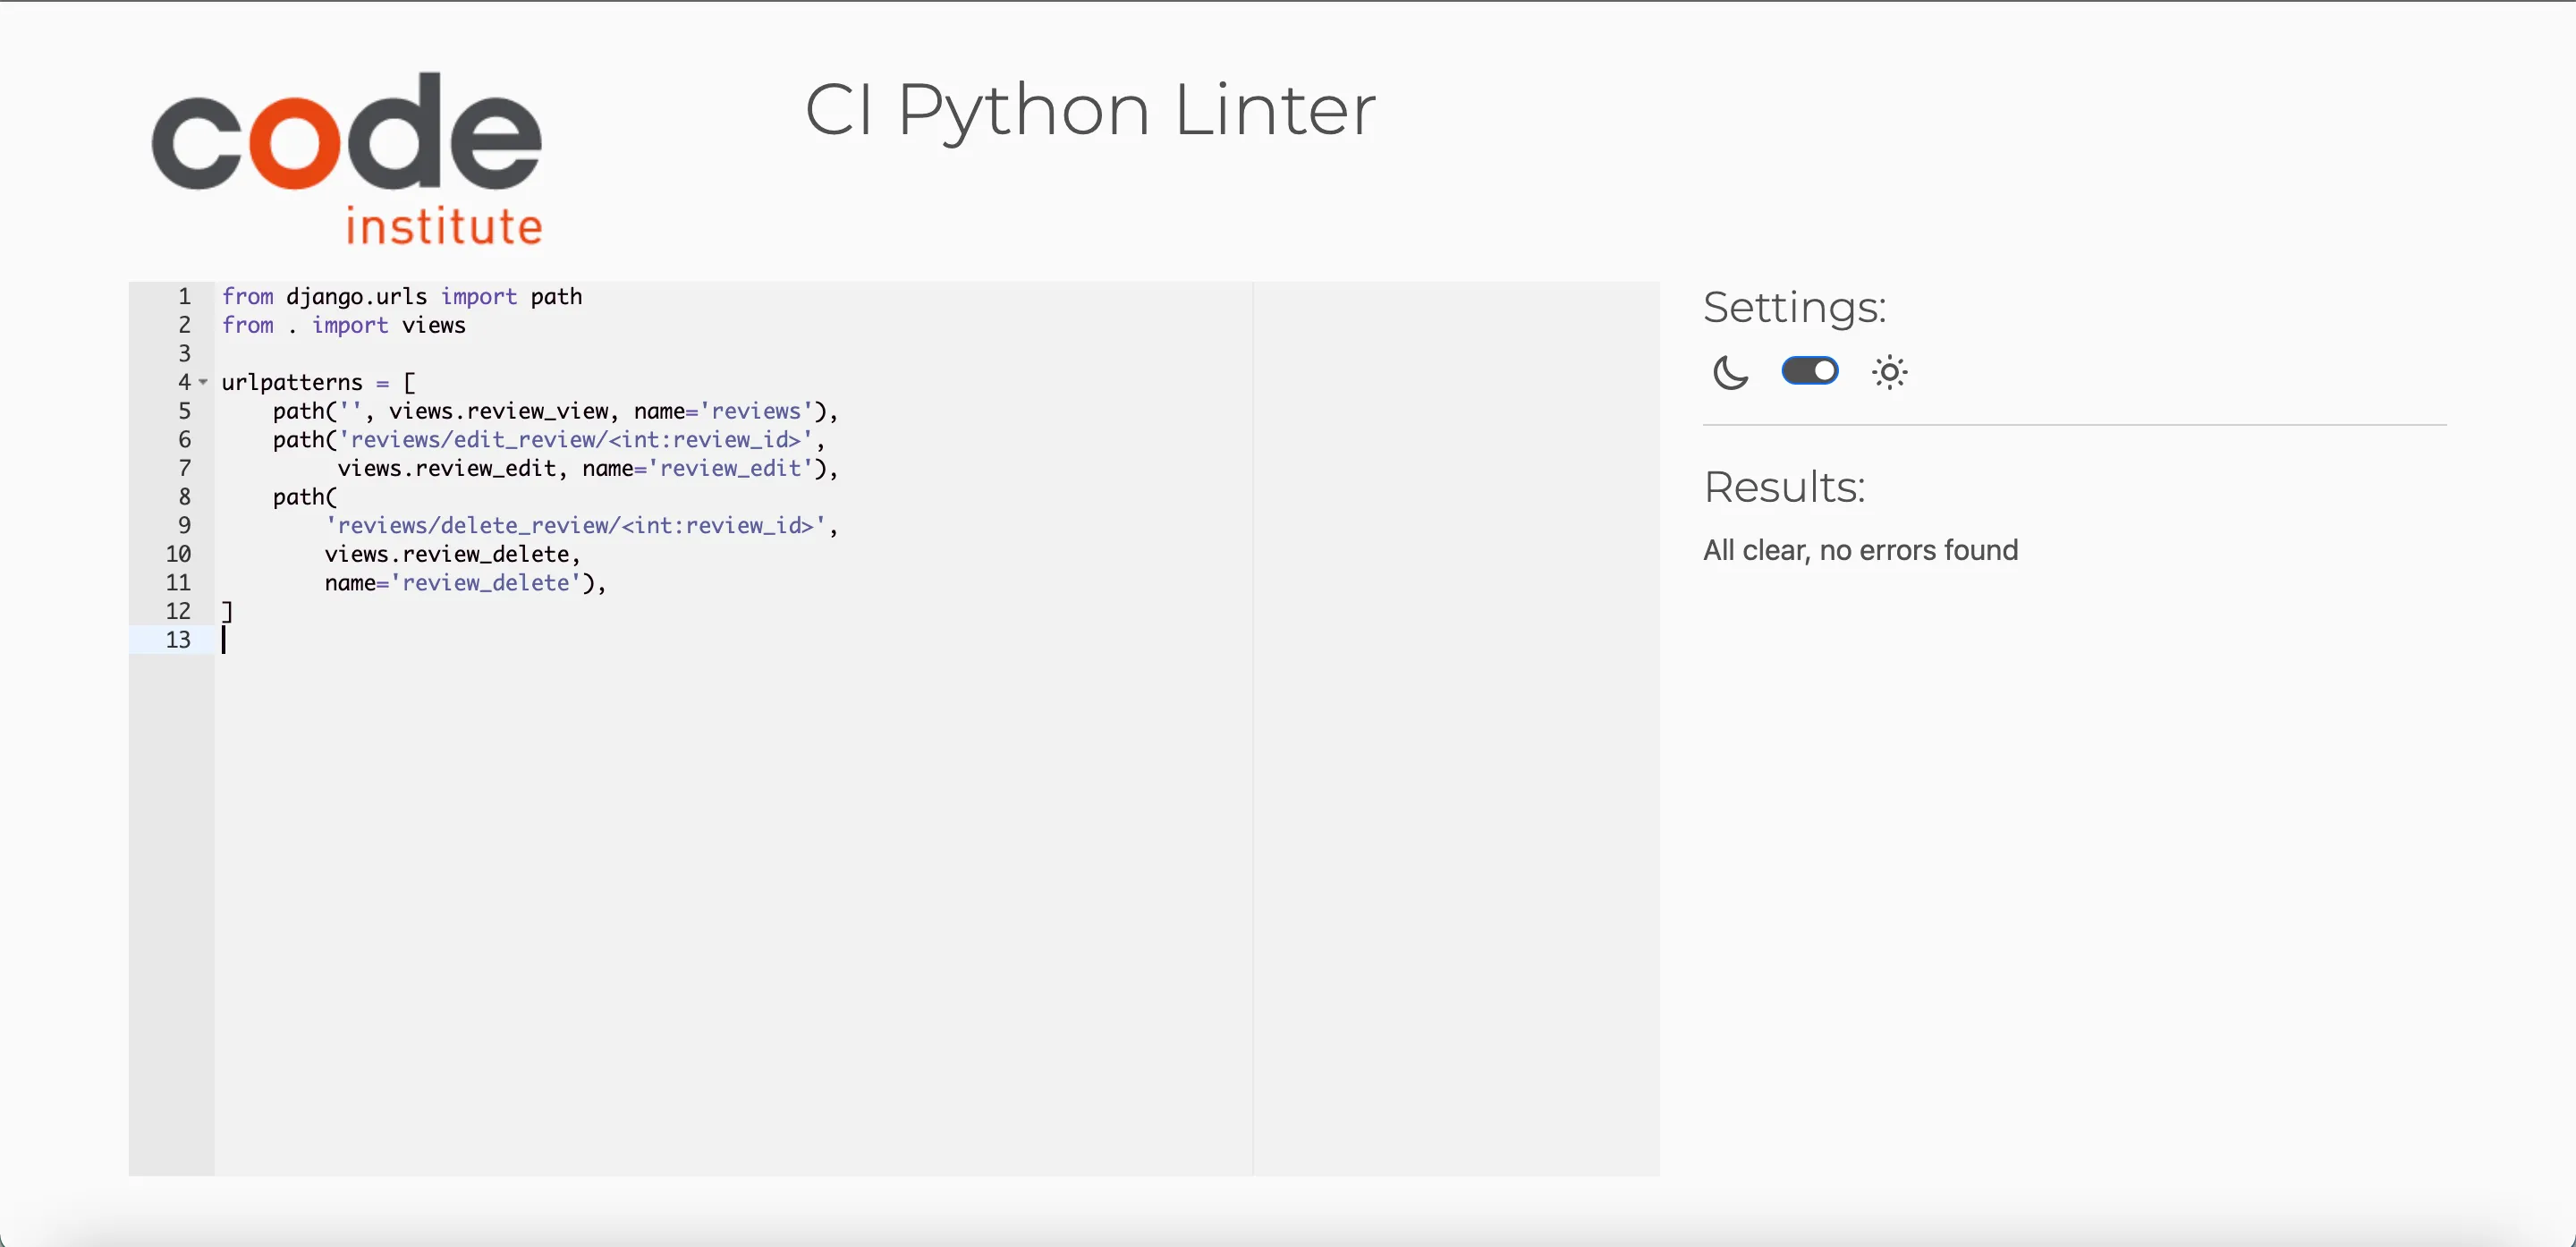 code
institute
CI Python Linter
1 from django.urls import path
2 from . import views
3
4 urlpatterns = [
5     path('', views.review_view, name='reviews'),
6     path('reviews/edit_review/<int:review_id>',
7          views.review_edit, name='review_edit'),
8     path(
9         'reviews/delete_review/<int:review_id>',
10         views.review_delete,
11         name='review_delete'),
12 ]
13
Settings:
Results:
All clear, no errors found